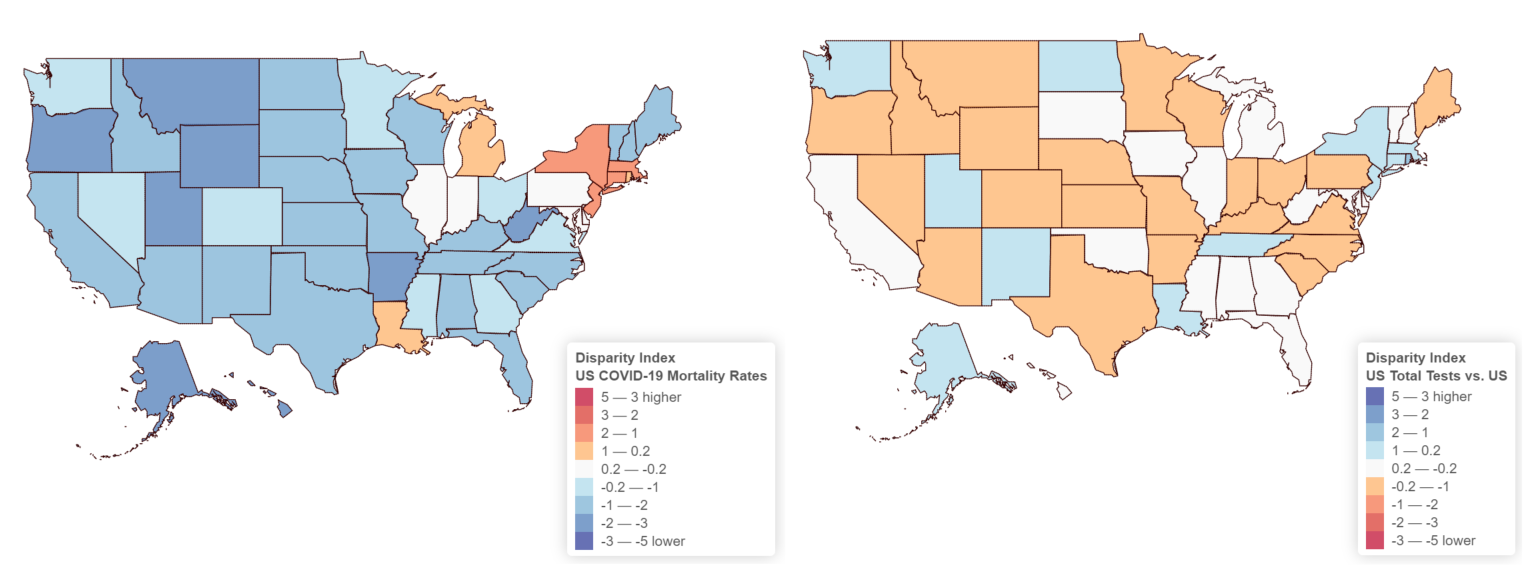 Disparity Index
US COVID-19 Mortality Rates
5 — 3 higher
3 — 2
2 — 1
1 — 0.2
0.2 — -0.2
-0.2 — -1
-1 — -2
-2 — -3
-3 — -5 lower
Disparity Index
US Total Tests vs. US
5 — 3 higher
3 — 2
2 — 1
1 — 0.2
0.2 — -0.2
-0.2 — -1
-1 — -2
-2 — -3
-3 — -5 lower